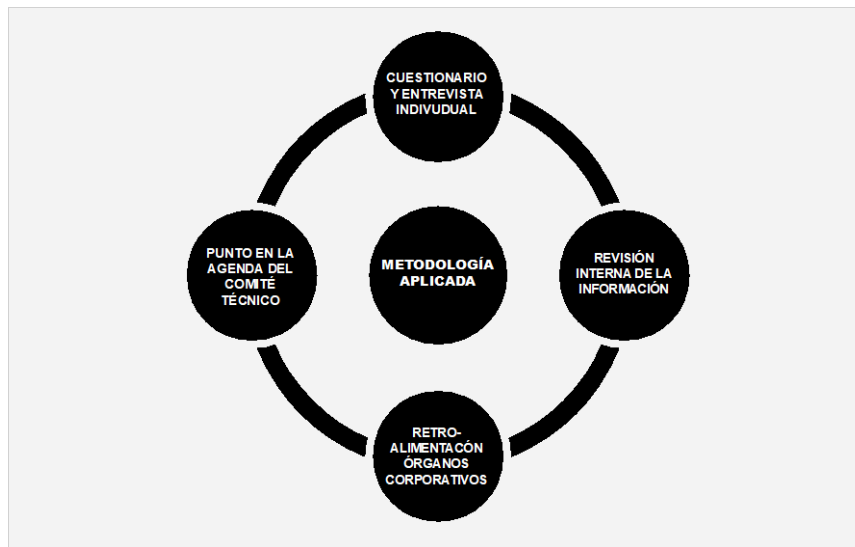 CUESTIONARIO
Y ENTREVISTA
INDIVUDUAL
PUNTO EN LA
AGENDA DEL
COMITÉ
TÉCNICO
METODOLOGÍA
APLICADA
REVISIÓN
INTERNA DE LA
INFORMACIÓN
RETRO-
ALIMENTACÓN
ÓRGANOS
CORPORATIVOS